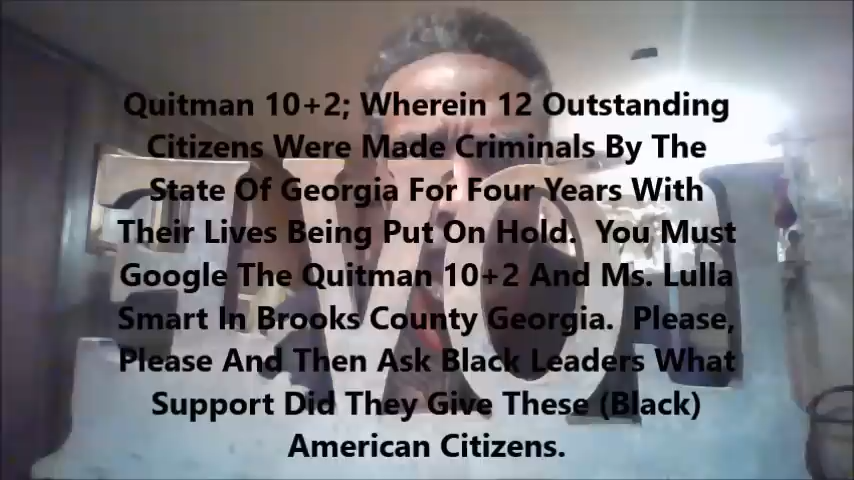 Quitman 10+2; Wherein 12 Outstanding
Citizens Were Made Criminals By The
State Of Georgia For Four Years With
Their Lives Being Put On Hold.  You Must
Google The Quitman 10+2 And Ms. Lulla
Smart In Brooks County Georgia.  Please,
Please And Then Ask Black Leaders What
Support Did They Give These (Black)
American Citizens.